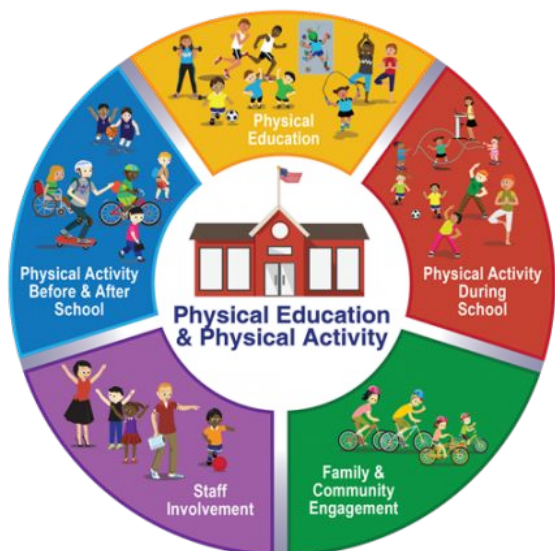 Physical
Education
Physical Activity
Before & After
School
Physical Activity
During
School
Physical Education
& Physical Activity
Staff
Involvement
Family &
Community
Engagement